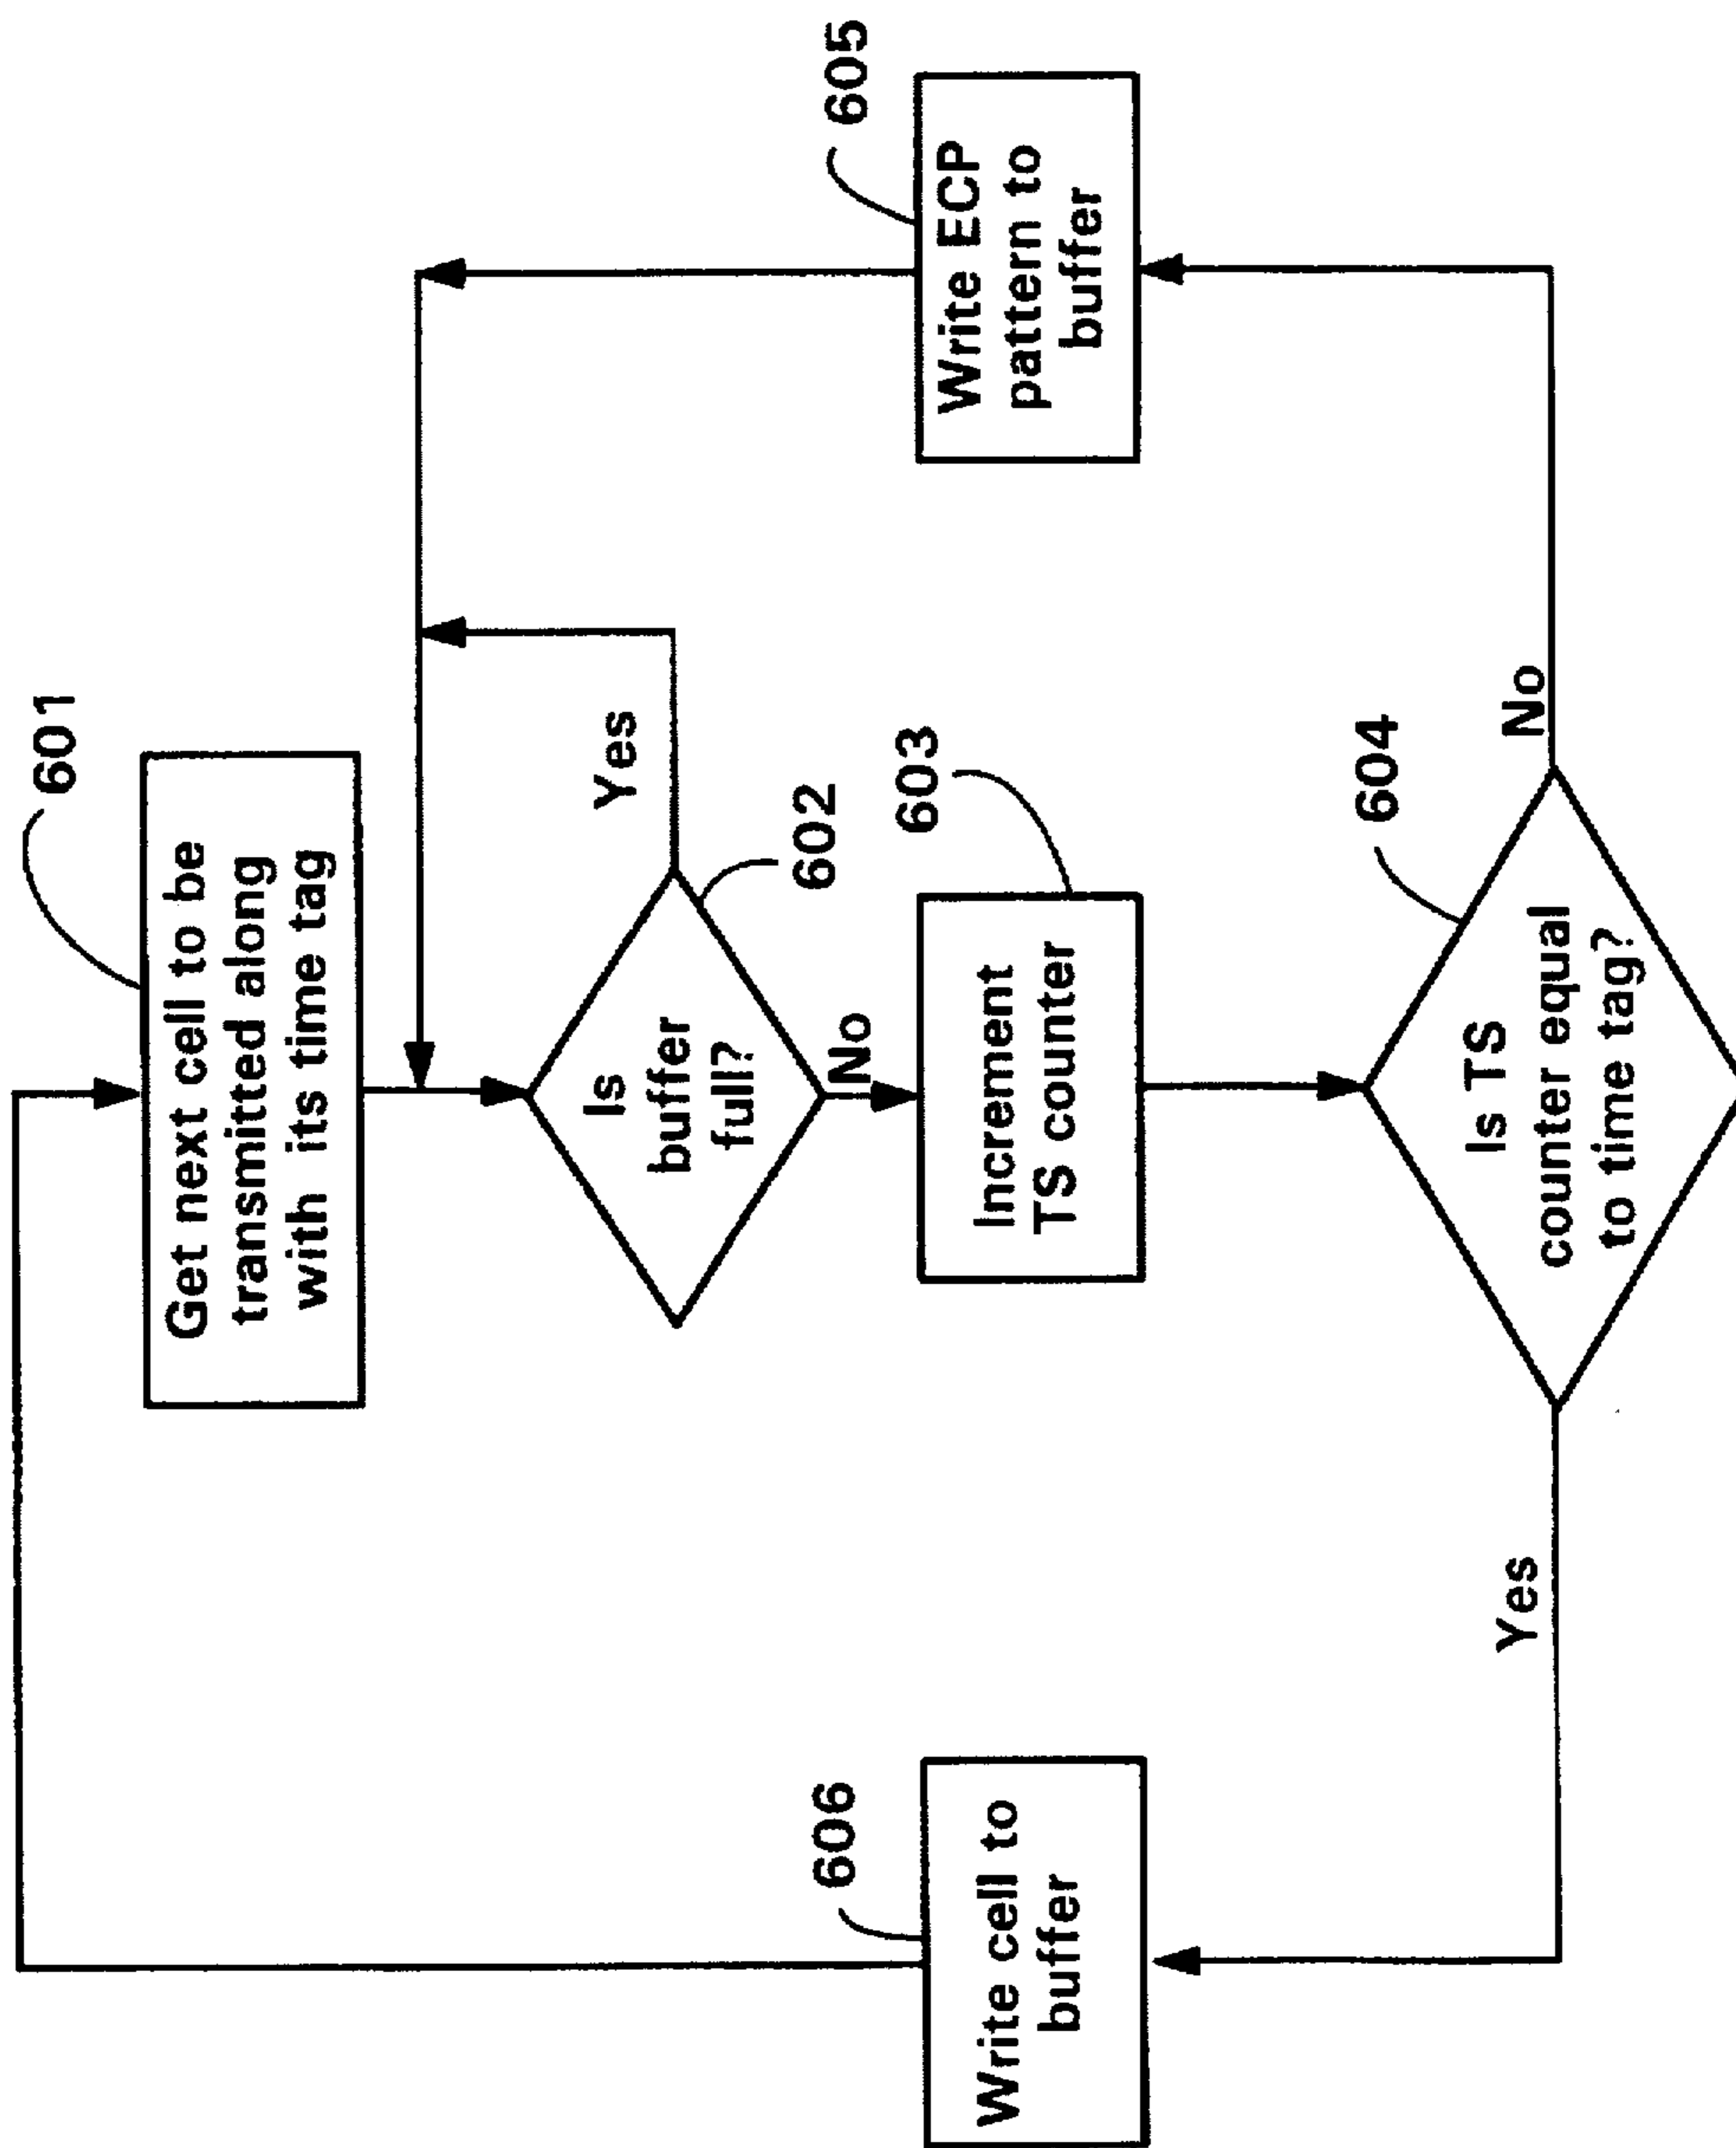 601
Get next cell to be
transmitted along
with its time tag
Yes
Is
buffer
full?
602
No
603
Increment
TS counter
604
Is TS
counter equal
to time tag?
No
605
Write ECP
pattern to
buffer
Yes
606
Write cell to
buffer